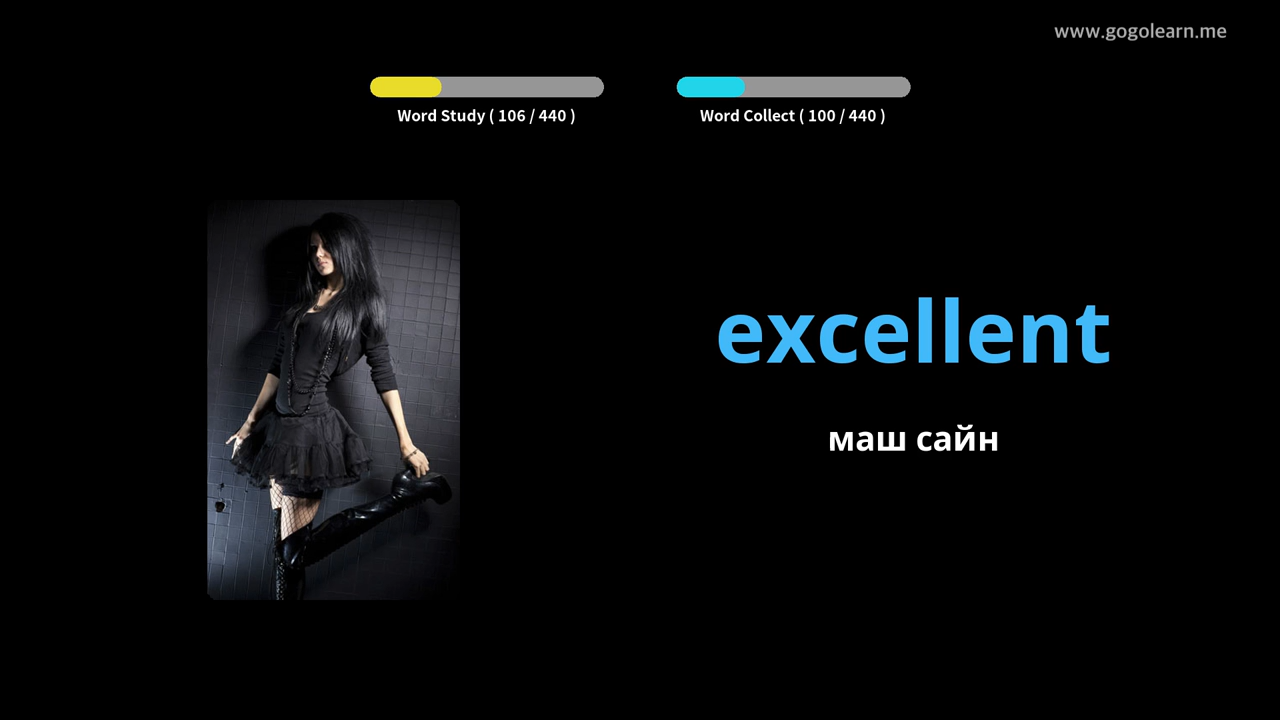 www.gogolearn.me
Word Study ( 106 / 440 )
Word Collect ( 100 / 440 )
excellent
маш сайн